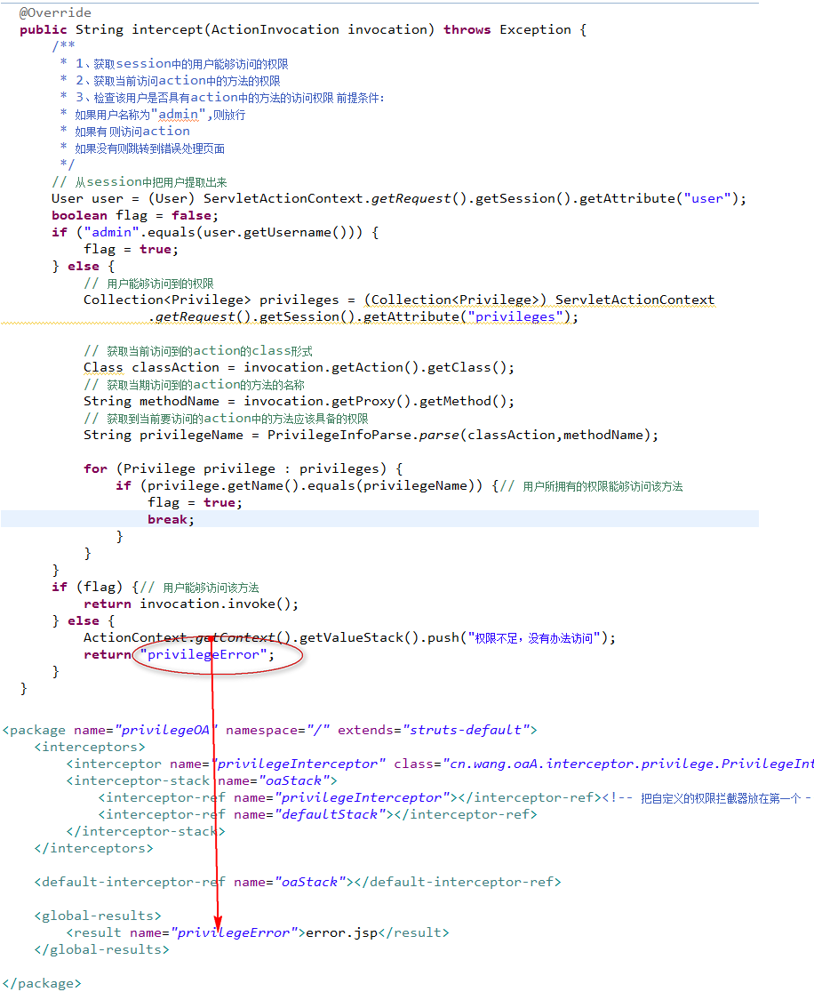 @Override
public String intercept(ActionInvocation invocation) throws Exception {
/**
* 1、获取session中的用户能够访问的权限
* 2、获取当前访问action中的方法的权限
* 3、检查该用户是否具有action中的方法的访问权限 前提条件:
* 如果用户名称为"admin",则放行
* 如果有 则访问action
* 如果没有则跳转到错误处理页面
*/
// 从session中把用户提取出来
User user = (User) ServletActionContext.getRequest().getSession().getAttribute("user");
boolean flag = false;
if ("admin".equals(user.getUsername())) {
flag = true;
} else {
// 用户能够访问到的权限
Collection<Privilege> privileges = (Collection<Privilege>) ServletActionContext
.getRequest().getSession().getAttribute("privileges");
// 获取当前访问到的action的class形式
Class classAction = invocation.getAction().getClass();
// 获取当期访问到的action的方法的名称
String methodName = invocation.getProxy().getMethod();
// 获取到当前要访问的action中的方法应该具备的权限
String privilegeName = PrivilegeInfoParse.parse(classAction,methodName);
for (Privilege privilege : privileges) {
if (privilege.getName().equals(privilegeName)) {// 用户所拥有的权限能够访问该方法
flag = true;
break;
}
}
}
if (flag) {// 用户能够访问该方法
return invocation.invoke();
} else {
ActionContext.getContext().getValueStack().push("权限不足，没有办法访问");
return "privilegeError";
}
}
<package name="privilegeOA" namespace="/" extends="struts-default">
<interceptors>
<interceptor name="privilegeInterceptor" class="cn.wang.oaA.interceptor.privilege.PrivilegeInt
<interceptor-stack name="oaStack">
<interceptor-ref name="privilegeInterceptor"></interceptor-ref><!-- 把自定义的权限拦截器放在第一个 -
<interceptor-ref name="defaultStack"></interceptor-ref>
</interceptor-stack>
</interceptors>
<default-interceptor-ref name="oaStack"></default-interceptor-ref>
<global-results>
<result name="privilegeError">error.jsp</result>
</global-results>
</package>